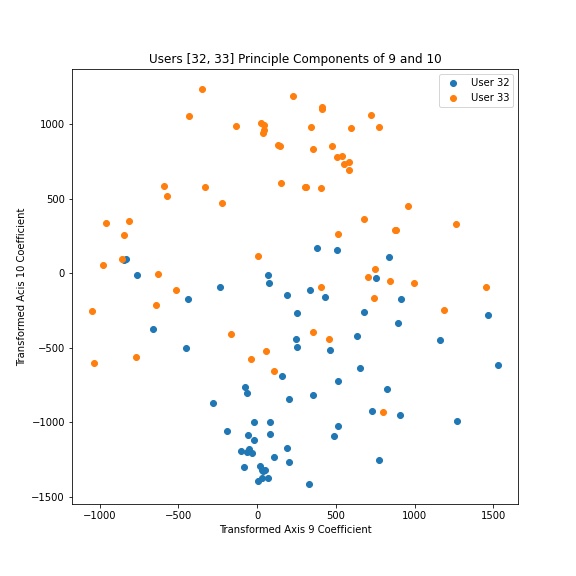 Users [32, 33] Principle Components of 9 and 10
User 32
User 33
Transformed Acis 10 Coefficient
1000
500
0
−500
−1000
−1500
−1000 −500 0 500 1000 1500
Transformed Axis 9 Coefficient